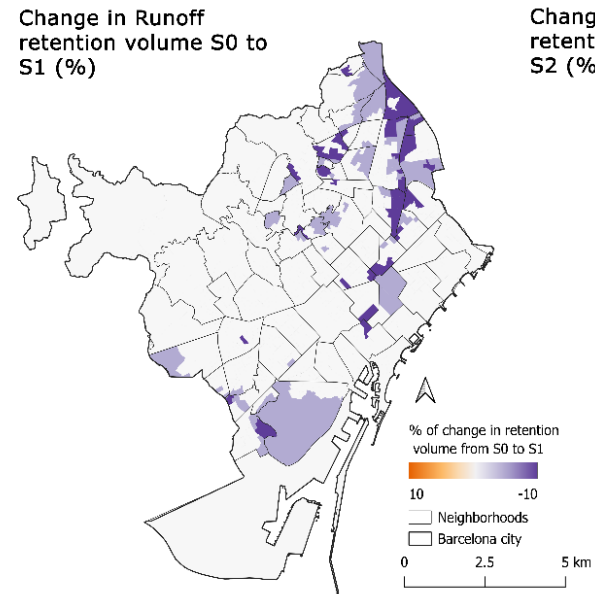 Change in Runoff
retention volume S0 to
S1 (%)
Chang
retent
S2 (%
% of change in retention
volume from S0 to S1
10 -10
Neighborhoods
Barcelona city
0 2.5 5 km